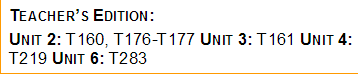 TEACHER'S EDITION:
UNIT 2: T160, T176-T177 UNIT 3: T161 UNIT 4:
T219 UNIT 6: T283